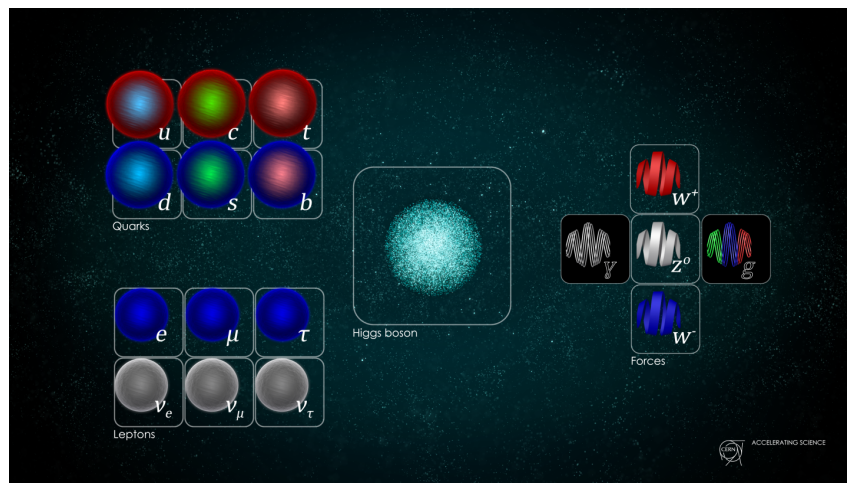 u c t
d s b
Quarks
e μ τ
νe νμ ντ
Leptons
Higgs boson
W+
γ Z0 g
W-
Forces
CERN
ACCELERATING SCIENCE